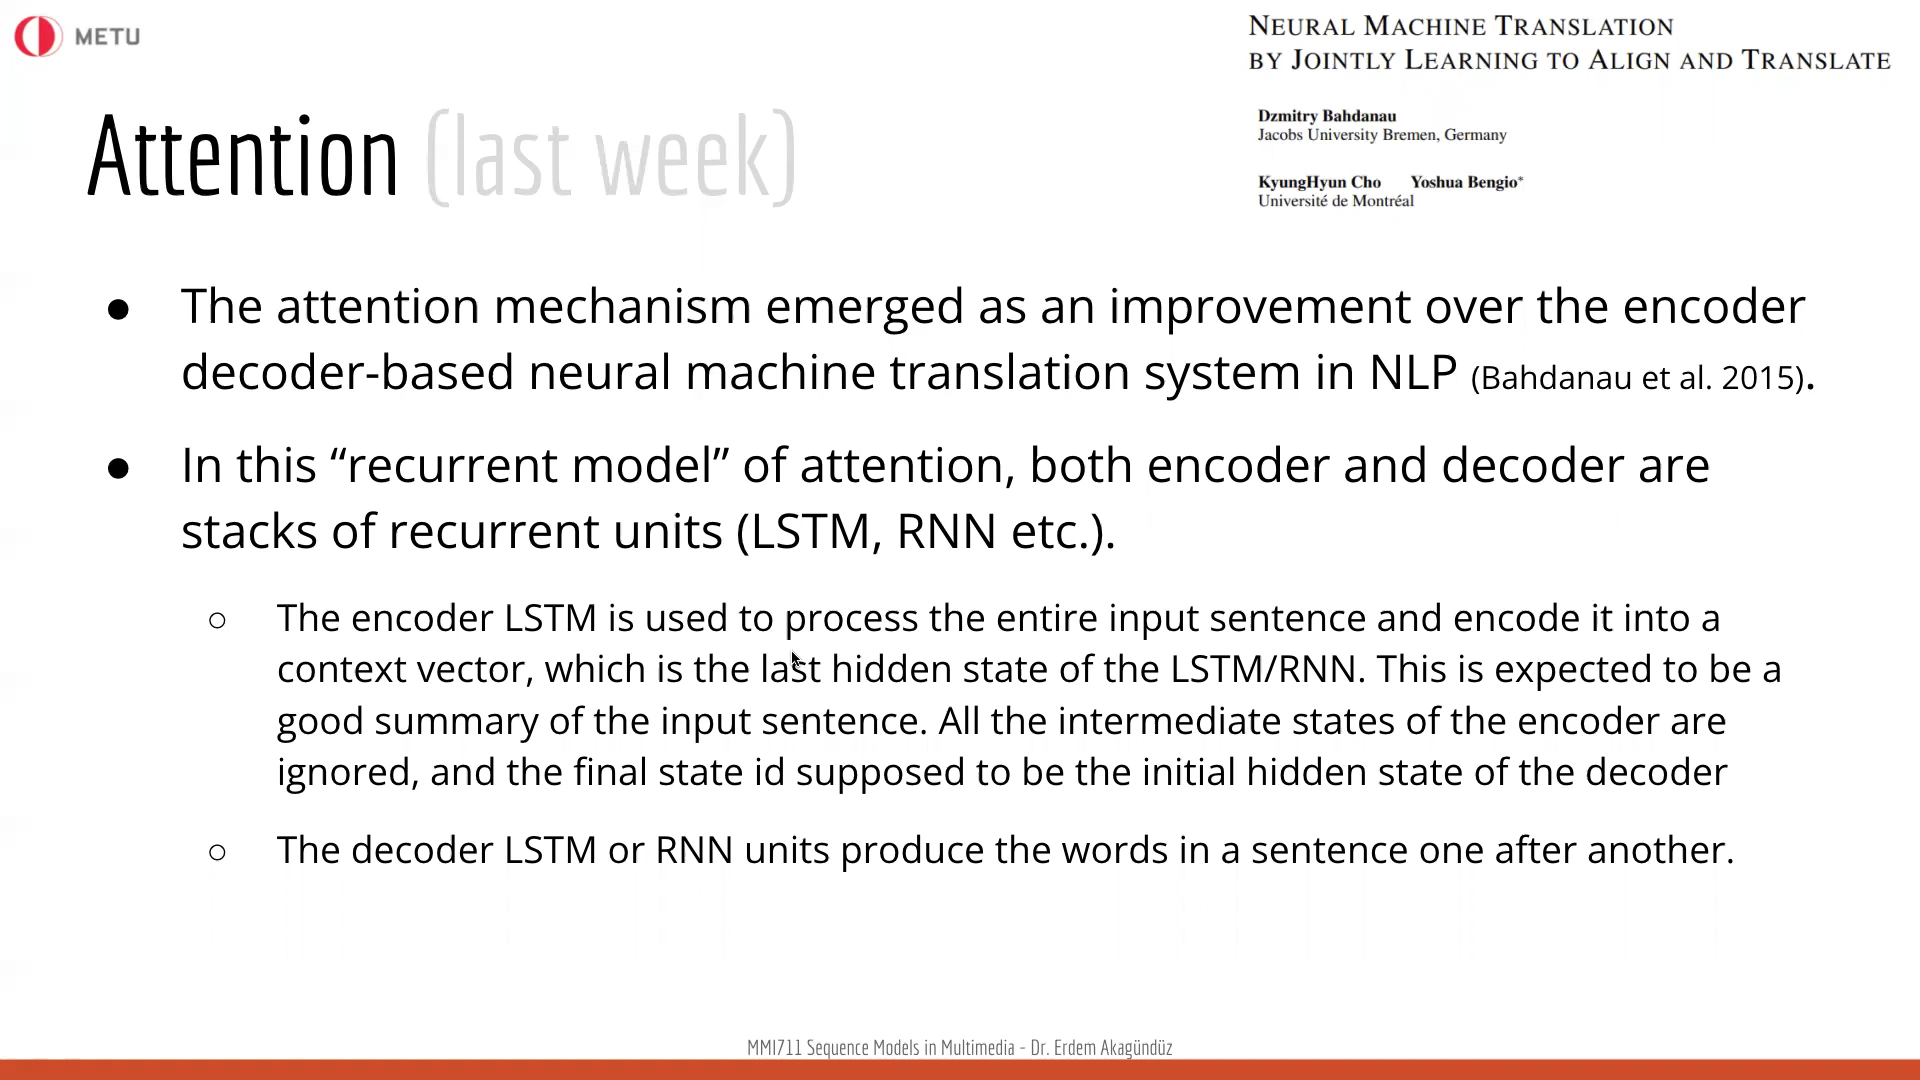 METU
NEURAL MACHINE TRANSLATION
BY JOINTLY LEARNING TO ALIGN AND TRANSLATE
Dzmitry Bahdanau
Jacobs University Bremen, Germany
KyungHyun Cho Yoshua Bengio*
Université de Montréal
Attention (last week)
● The attention mechanism emerged as an improvement over the encoder
decoder-based neural machine translation system in NLP (Bahdanau et al. 2015).
● In this “recurrent model” of attention, both encoder and decoder are
stacks of recurrent units (LSTM, RNN etc.).
○ The encoder LSTM is used to process the entire input sentence and encode it into a
context vector, which is the last hidden state of the LSTM/RNN. This is expected to be a
good summary of the input sentence. All the intermediate states of the encoder are
ignored, and the final state id supposed to be the initial hidden state of the decoder
○ The decoder LSTM or RNN units produce the words in a sentence one after another.
MMI711 Sequence Models in Multimedia - Dr. Erdem Akagündüz